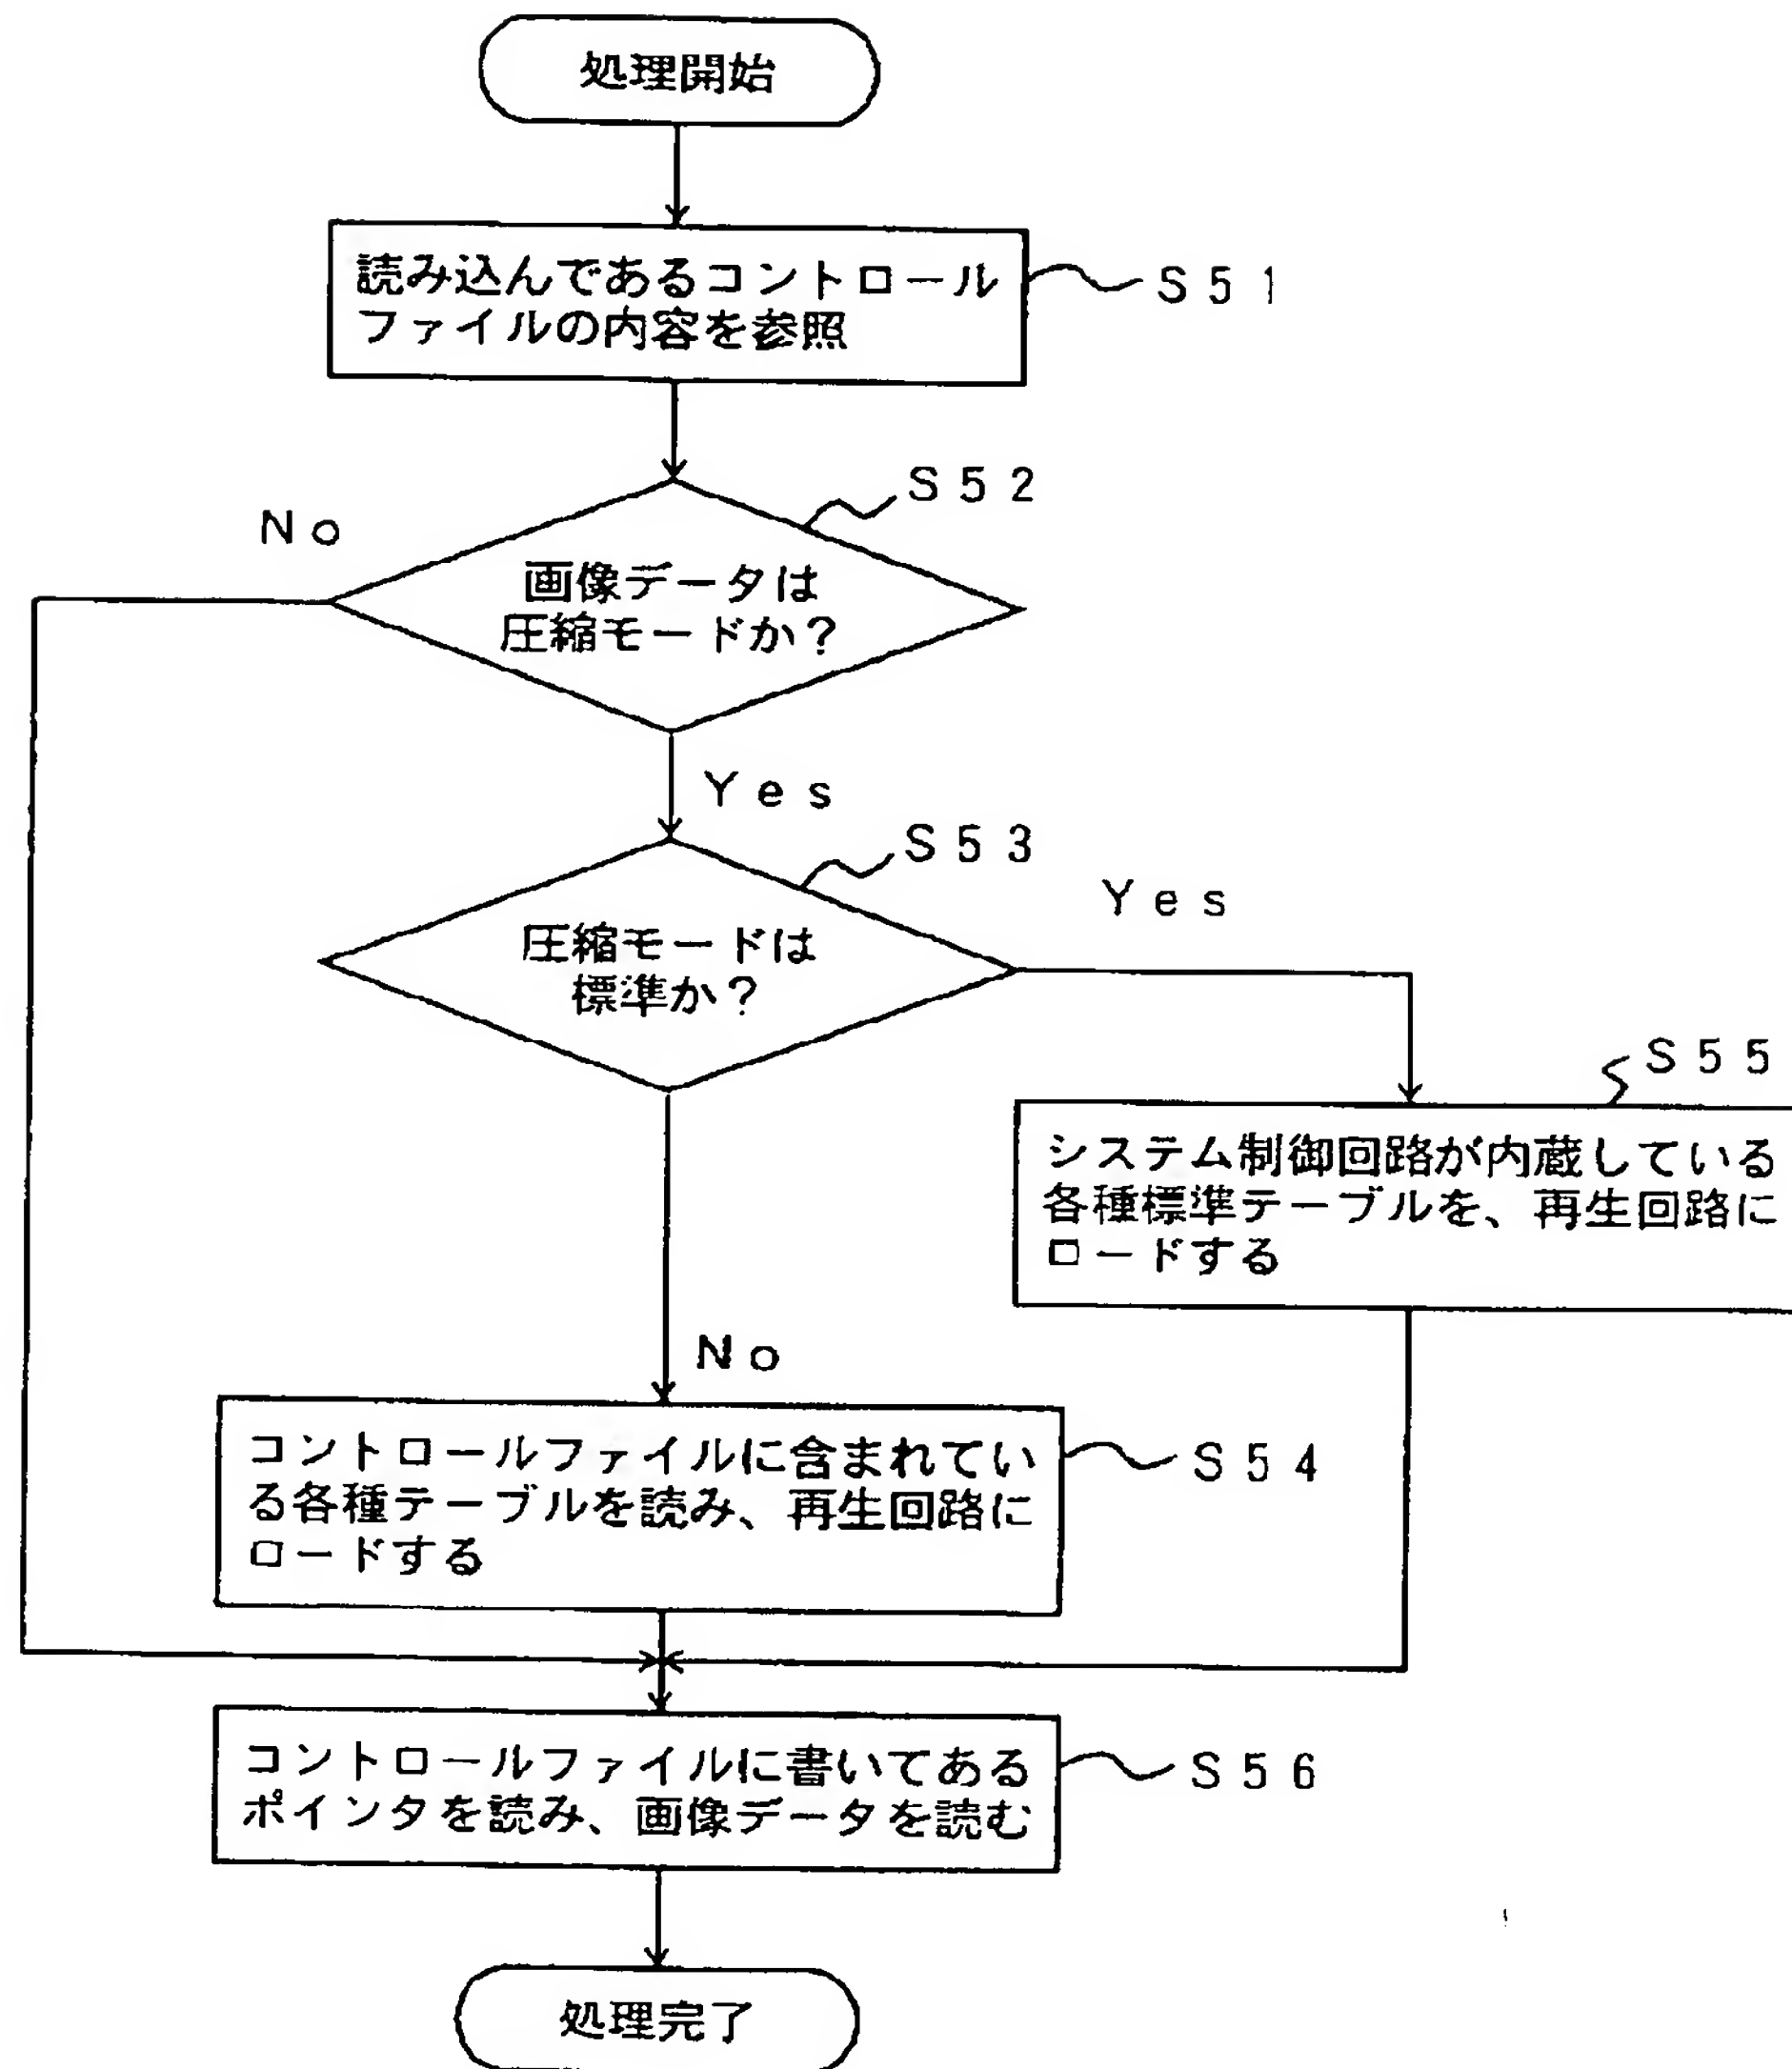 処理開始
読み込んであるコントロール
ファイルの内容を参照
S51
S52
No
画像データは
圧縮モードか？
Yes
S53
Yes
圧縮モードは
標準か？
S55
システム制御回路が内蔵している
各種標準テーブルを、再生回路に
ロードする
No
コントロールファイルに含まれてい
る各種テーブルを読み、再生回路に
ロードする
S54
コントロールファイルに書いてある
ポインタを読み、画像データを読む
S56
処理完了